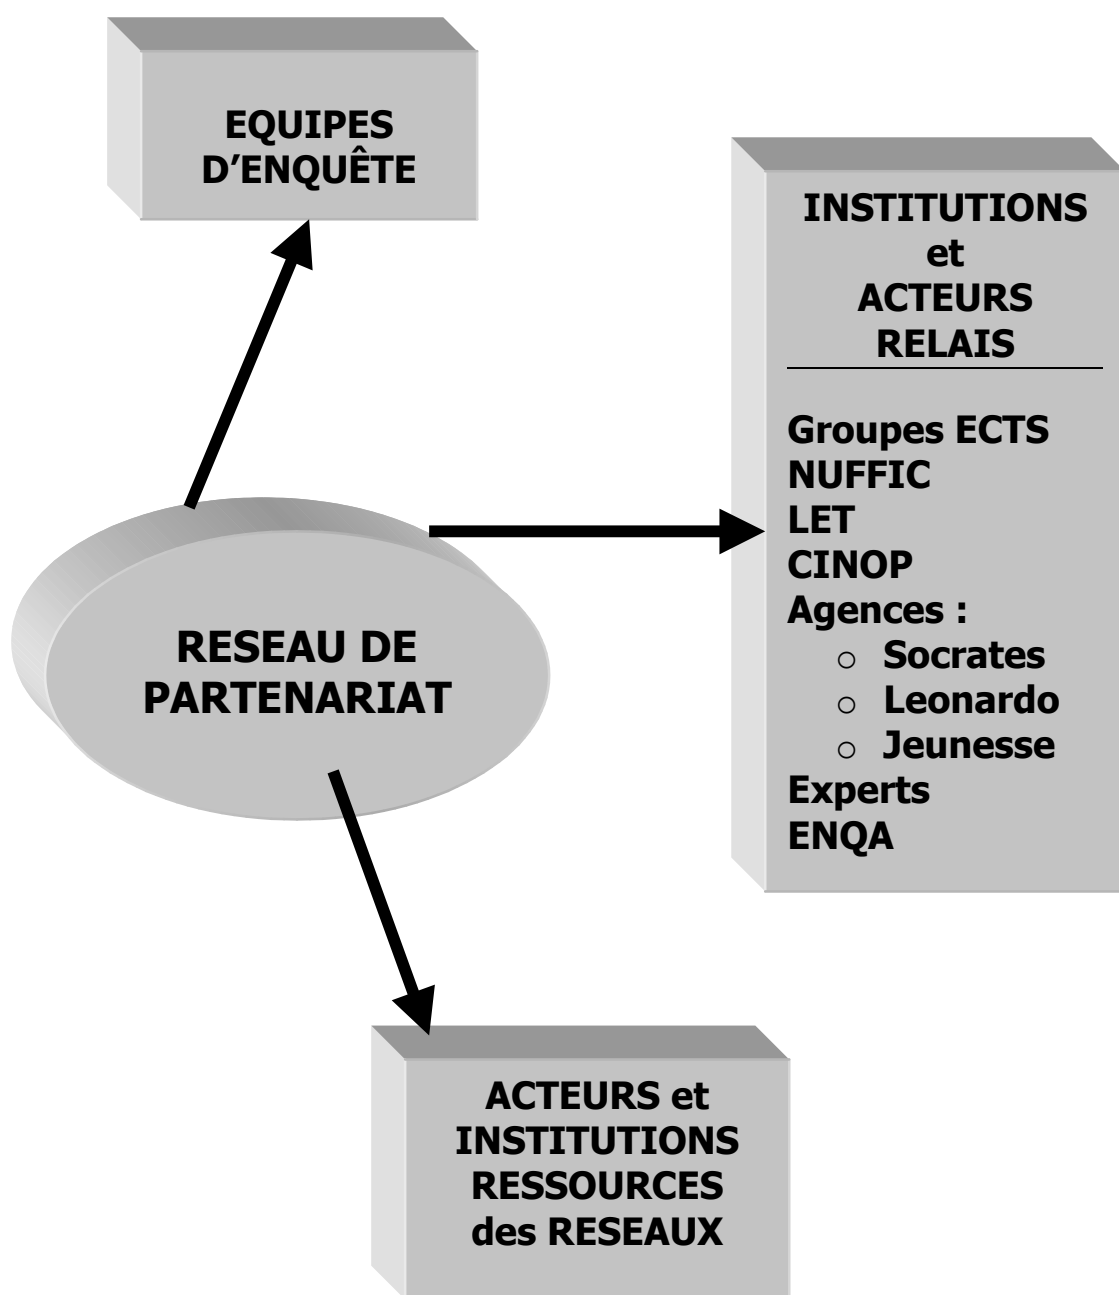 EQUIPES
D’ENQUÊTE
INSTITUTIONS
et
ACTEURS
RELAIS
Groupes ECTS
NUFFIC
LET
CINOP
Agences :
o Socrates
o Leonardo
o Jeunesse
Experts
ENQA
RESEAU DE
PARTENARIAT
ACTEURS et
INSTITUTIONS
RESSOURCES
des RESEAUX